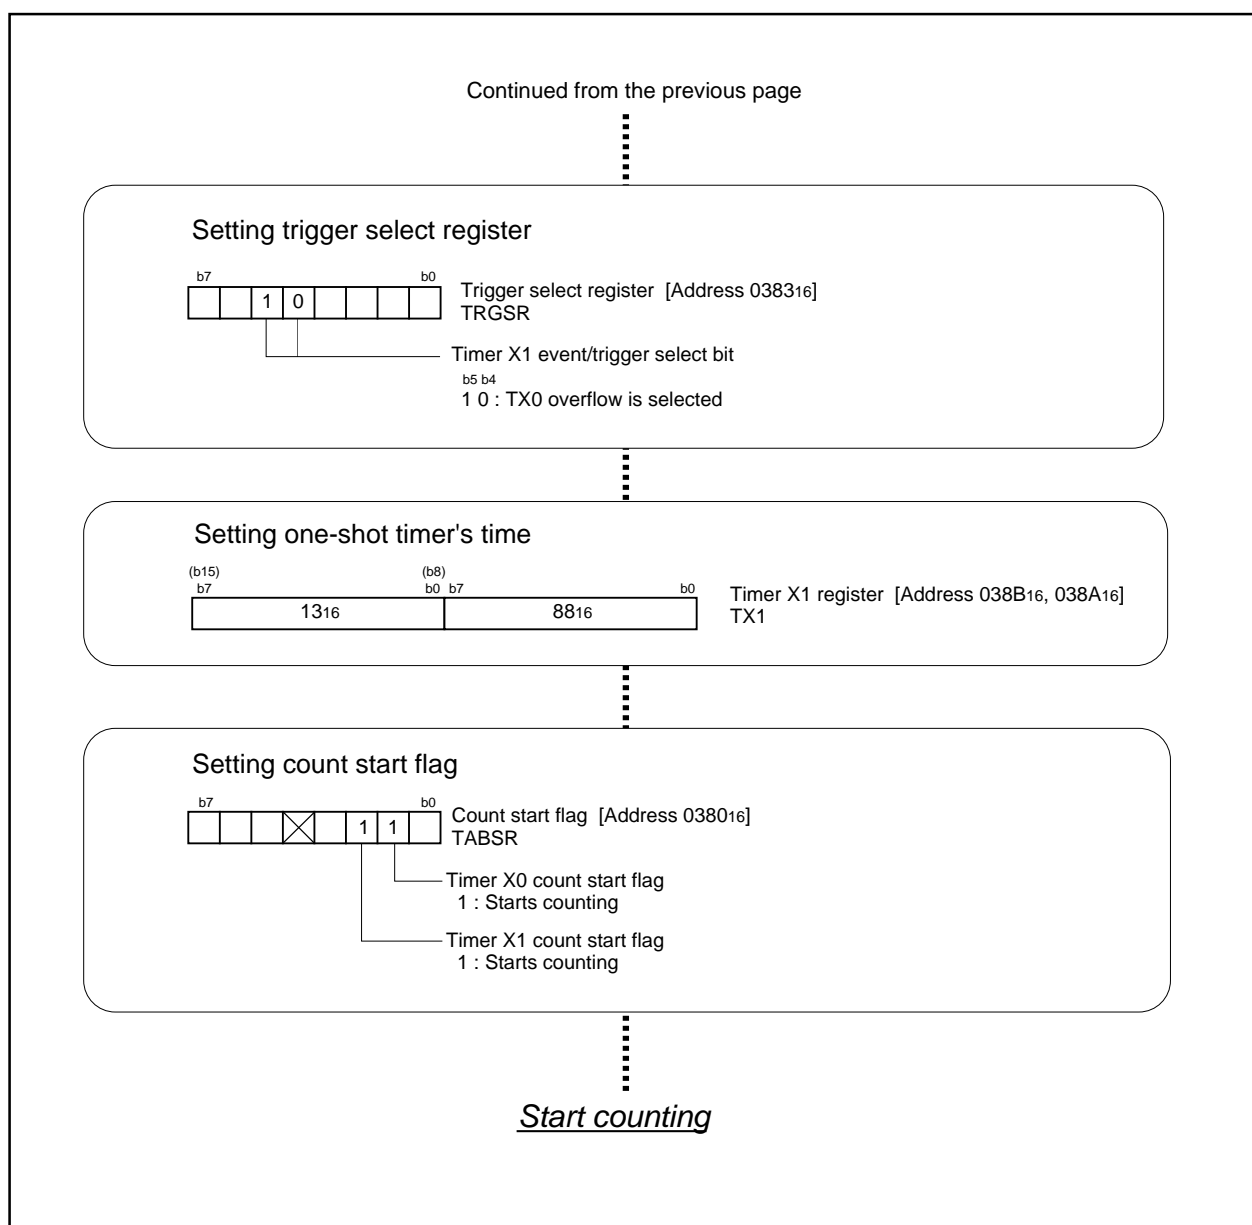 Continued from the previous page
Setting trigger select register
b7 b0
1 0
Trigger select register [Address 038316]
TRGSR
Timer X1 event/trigger select bit
b5 b4
1 0 : TX0 overflow is selected
Setting one-shot timer's time
(b15) (b8)
b7 b0 b7 b0
1316 8816
Timer X1 register [Address 038B16, 038A16]
TX1
Setting count start flag
b7 b0
1 1
Count start flag [Address 038016]
TABSR
Timer X0 count start flag
1 : Starts counting
Timer X1 count start flag
1 : Starts counting
Start counting